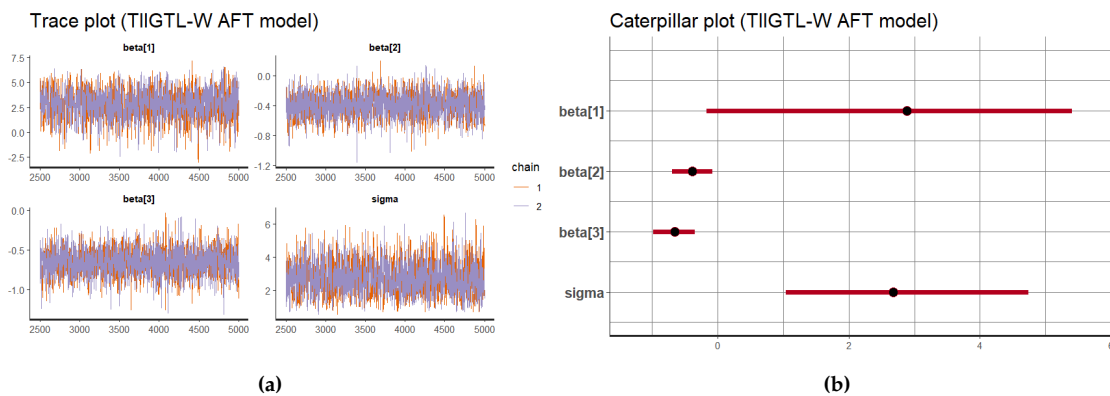 Trace plot (TIIGTL-W AFT model)
beta[1]
beta[2]
7.5
5.0
2.5
0.0
-2.5
2500 3000 3500 4000 4500 5000
0.0
-0.4
-0.8
-1.2
2500 3000 3500 4000 4500 5000
beta[3]
sigma
0.0
-0.5
-1.0
2500 3000 3500 4000 4500 5000
6
4
2
2500 3000 3500 4000 4500 5000
chain
1
2
(a)
Caterpillar plot (TIIGTL-W AFT model)
beta[1]
beta[2]
beta[3]
sigma
0 2 4 6
(b)